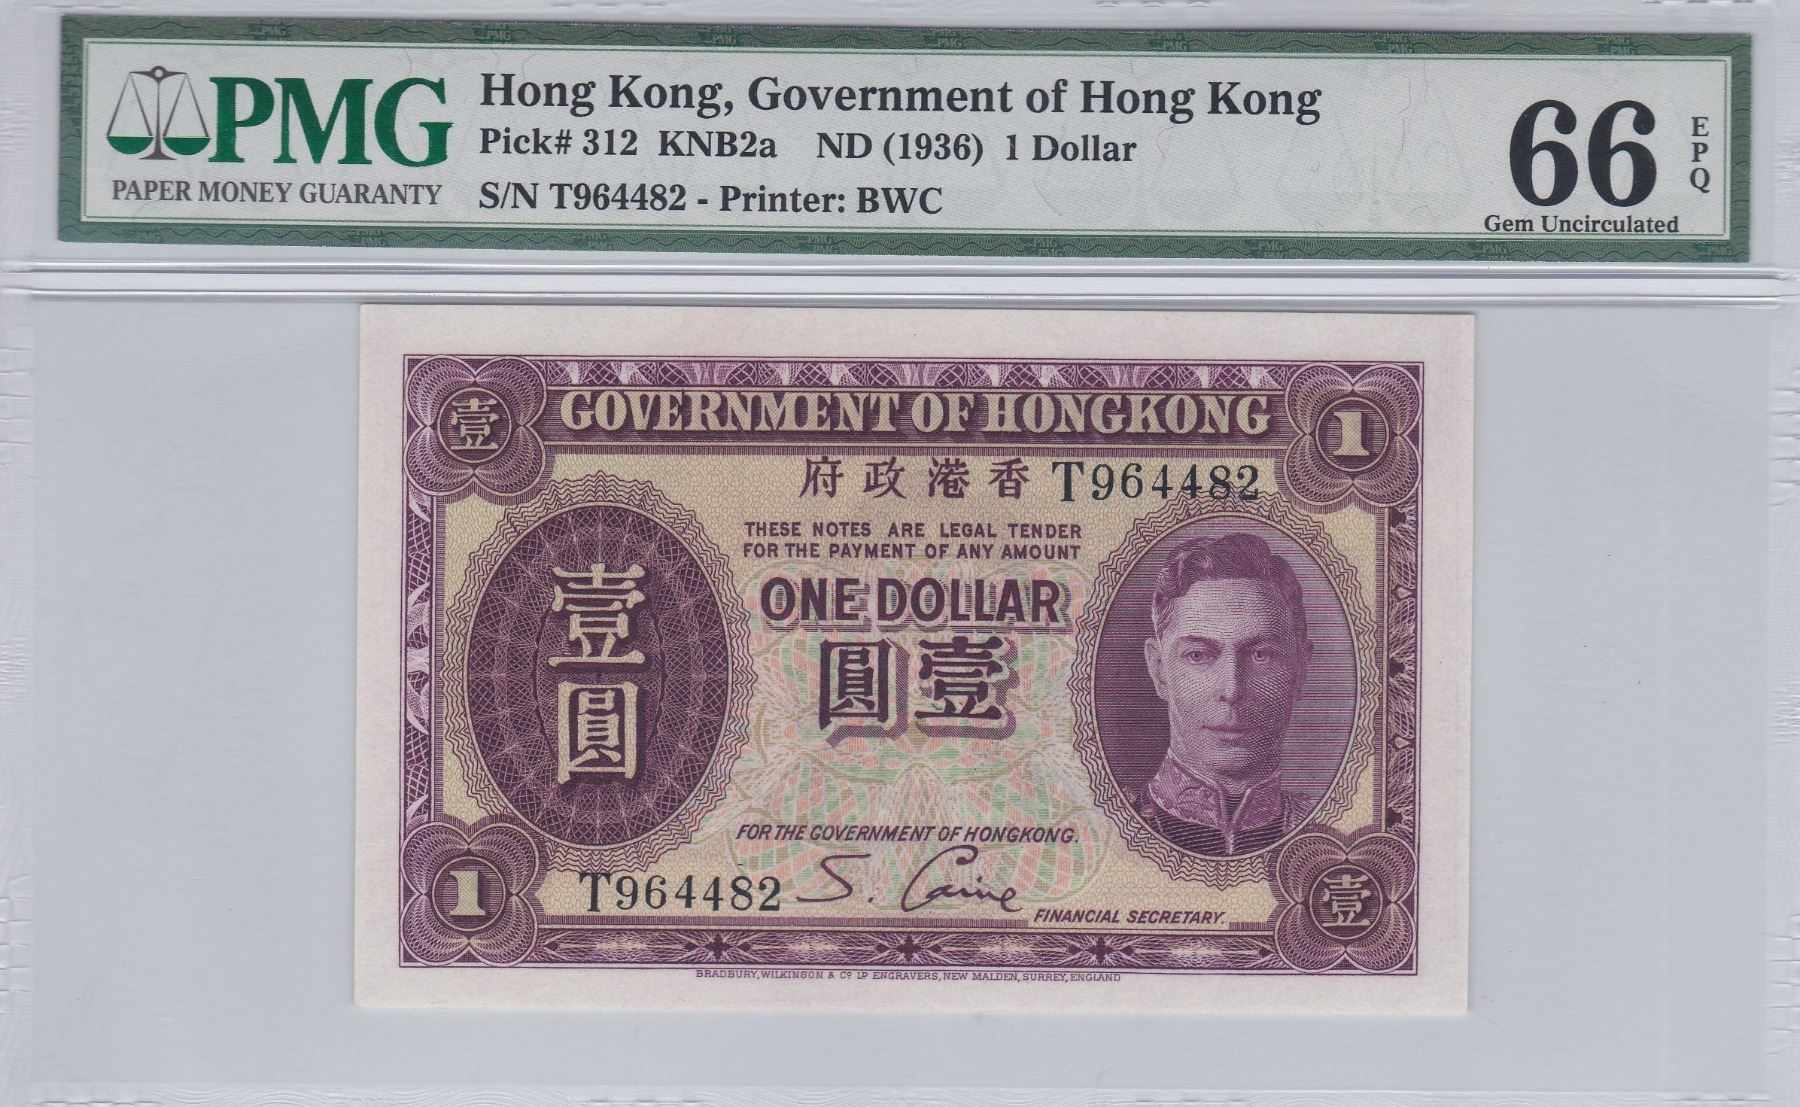 PMG
PAPER MONEY GUARANTY
Hong Kong, Government of Hong Kong
Pick# 312 KNB2a ND (1936) 1 Dollar
S/N T964482 - Printer: BWC
66
EPQ
Gem Uncirculated
壹
GOVERNMENT OF HONGKONG
1
府政港香 T964482
THESE NOTES ARE LEGAL TENDER
FOR THE PAYMENT OF ANY AMOUNT
ONE DOLLAR
壹圓
圓壹
FOR THE GOVERNMENT OF HONGKONG.
1
T964482
S. Caine
FINANCIAL SECRETARY.
壹
BRADBURY, WILKINSON & Co Ld ENGRAVERS, NEW MALDEN, SURREY, ENGLAND